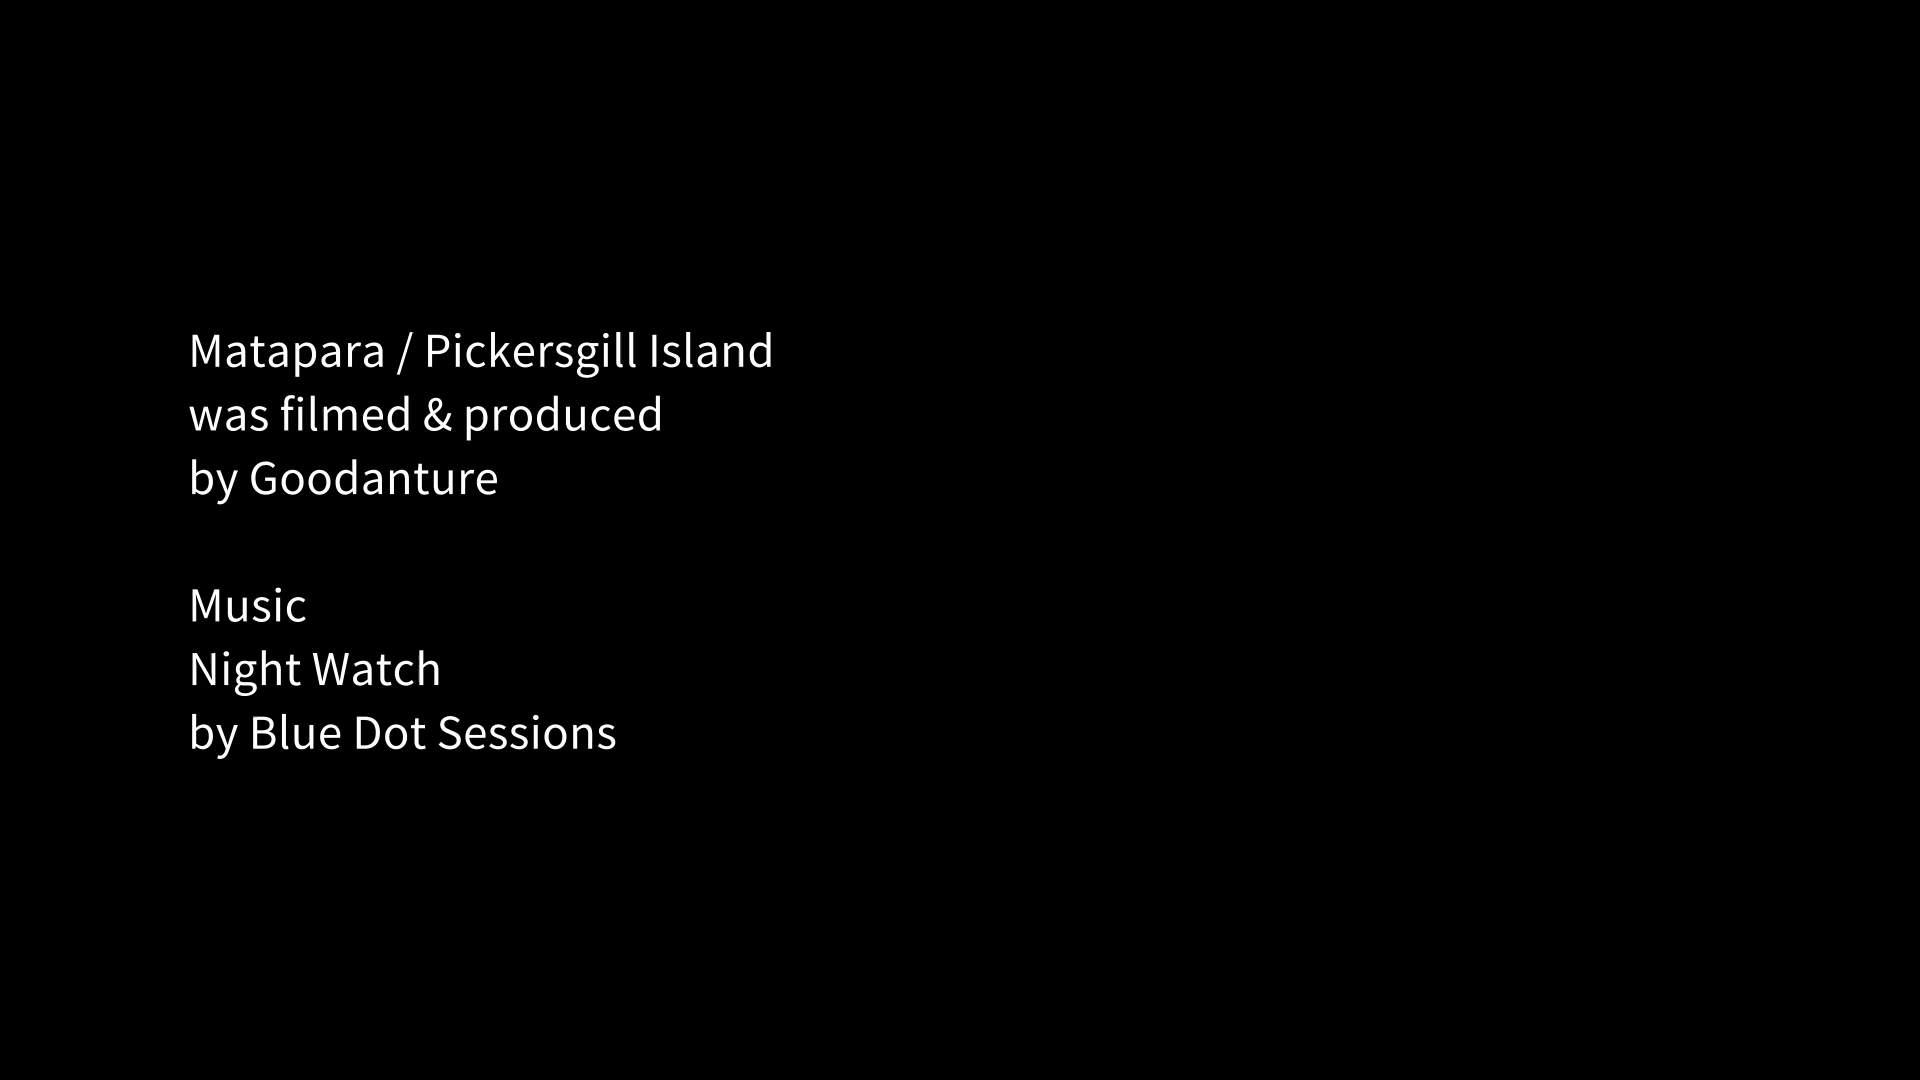 Matapara / Pickersgill Island
was filmed & produced
by Goodanture
Music
Night Watch
by Blue Dot Sessions